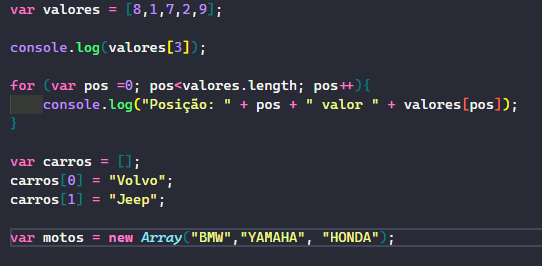 var valores = [8,1,7,2,9];
console.log(valores[3]);
for (var pos =0; pos<valores.length; pos++){
    console.log("Posição: " + pos + " valor " + valores[pos]);
}
var carros = [];
carros[0] = "Volvo";
carros[1] = "Jeep";
var motos = new Array("BMW","YAMAHA", "HONDA");